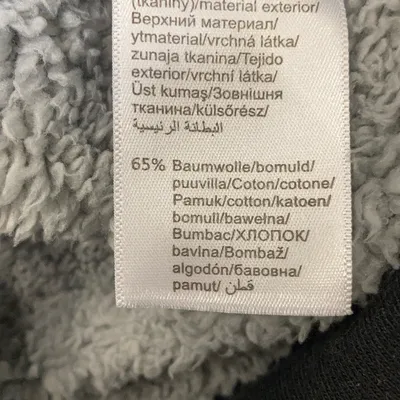 (tkaniny)/material exterior/
Верхний материал/
ytmaterial/vrchná látka/
zunaja tkanina/Tejido
exterior/vrchní látka/
Üst kumaş/Зовнішня
тканина/külsőrész/
البطانة الرئيسية
65% Baumwolle/bomuld/
puuvilla/Coton/cotone/
Pamuk/cotton/katoen/
bomull/bawełna/
Bumbac/ХЛОПОК/
bavlna/Bombaž/
algodón/бавовна/
pamut/ قطن